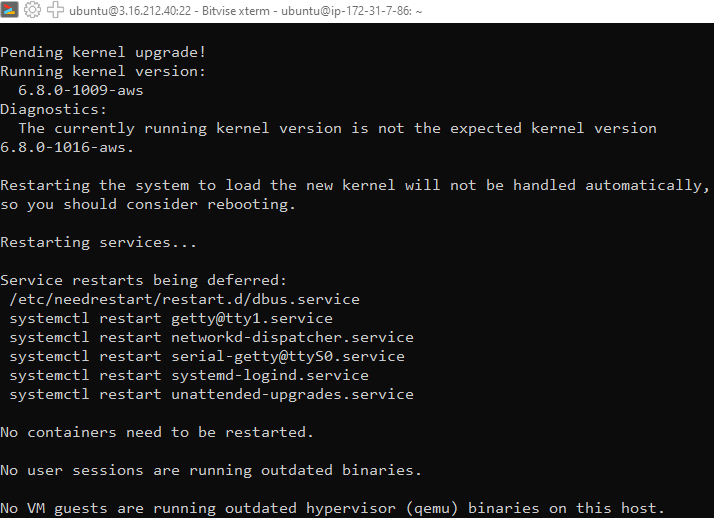 ubuntu@3.16.212.40:22 - Bitvise xterm - ubuntu@ip-172-31-7-86: ~
Pending kernel upgrade!
Running kernel version:
  6.8.0-1009-aws
Diagnostics:
  The currently running kernel version is not the expected kernel version
6.8.0-1016-aws.
Restarting the system to load the new kernel will not be handled automatically,
so you should consider rebooting.
Restarting services...
Service restarts being deferred:
 /etc/needrestart/restart.d/dbus.service
 systemctl restart getty@tty1.service
 systemctl restart networkd-dispatcher.service
 systemctl restart serial-getty@ttyS0.service
 systemctl restart systemd-logind.service
 systemctl restart unattended-upgrades.service
No containers need to be restarted.
No user sessions are running outdated binaries.
No VM guests are running outdated hypervisor (qemu) binaries on this host.